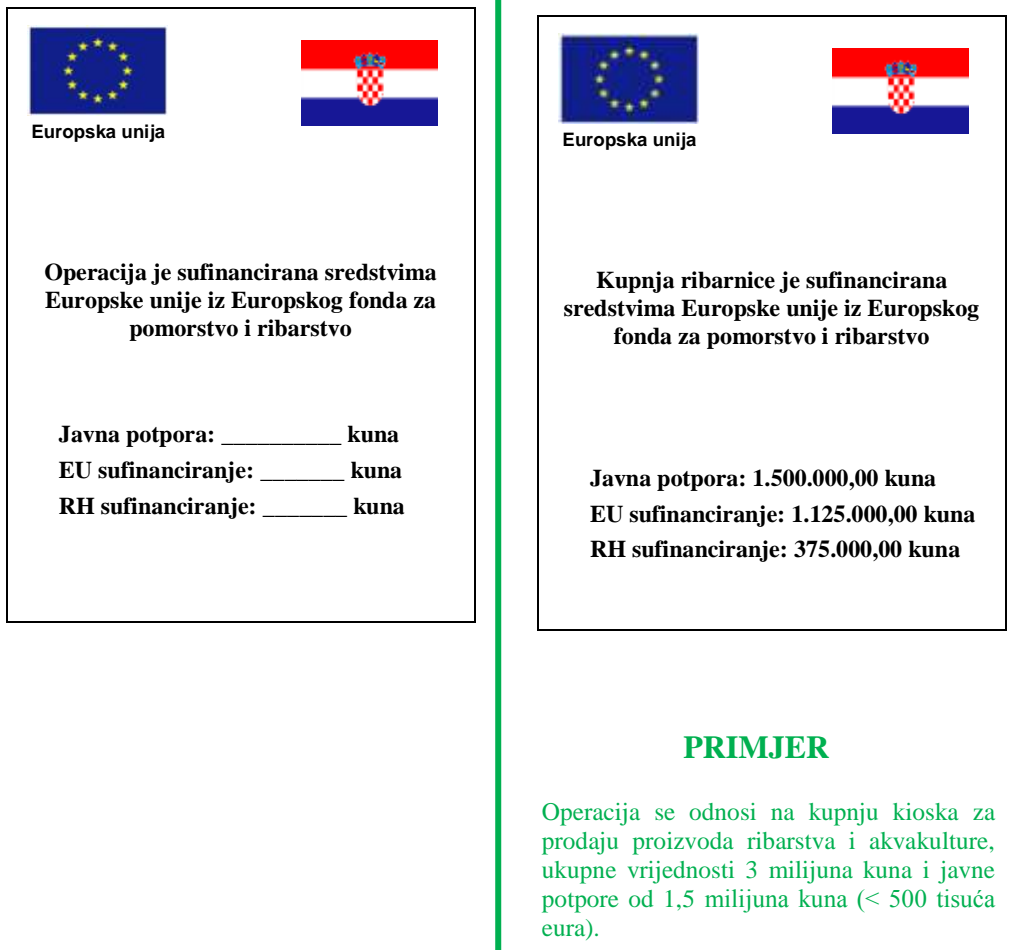 Europska unija
Operacija je sufinancirana sredstvima
Europske unije iz Europskog fonda za
pomorstvo i ribarstvo
Javna potpora: __________ kuna
EU sufinanciranje: _______ kuna
RH sufinanciranje: _______ kuna
Europska unija
Kupnja ribarnice je sufinancirana
sredstvima Europske unije iz Europskog
fonda za pomorstvo i ribarstvo
Javna potpora: 1.500.000,00 kuna
EU sufinanciranje: 1.125.000,00 kuna
RH sufinanciranje: 375.000,00 kuna
PRIMJER
Operacija se odnosi na kupnju kioska za
prodaju proizvoda ribarstva i akvakulture,
ukupne vrijednosti 3 milijuna kuna i javne
potpore od 1,5 milijuna kuna (< 500 tisuća
eura).